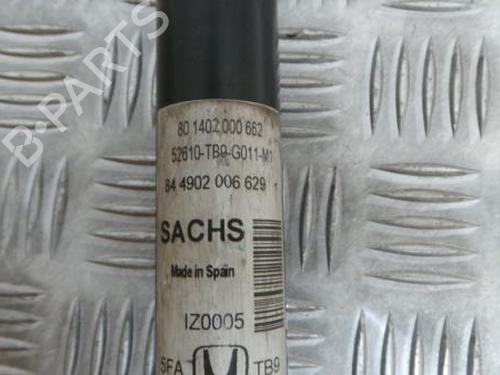 B-PARTS
80 1402 000 662
52610-TB9-G011-M1
84 4902 006 629
SACHS
Made in Spain
IZ0005
5FA TB9